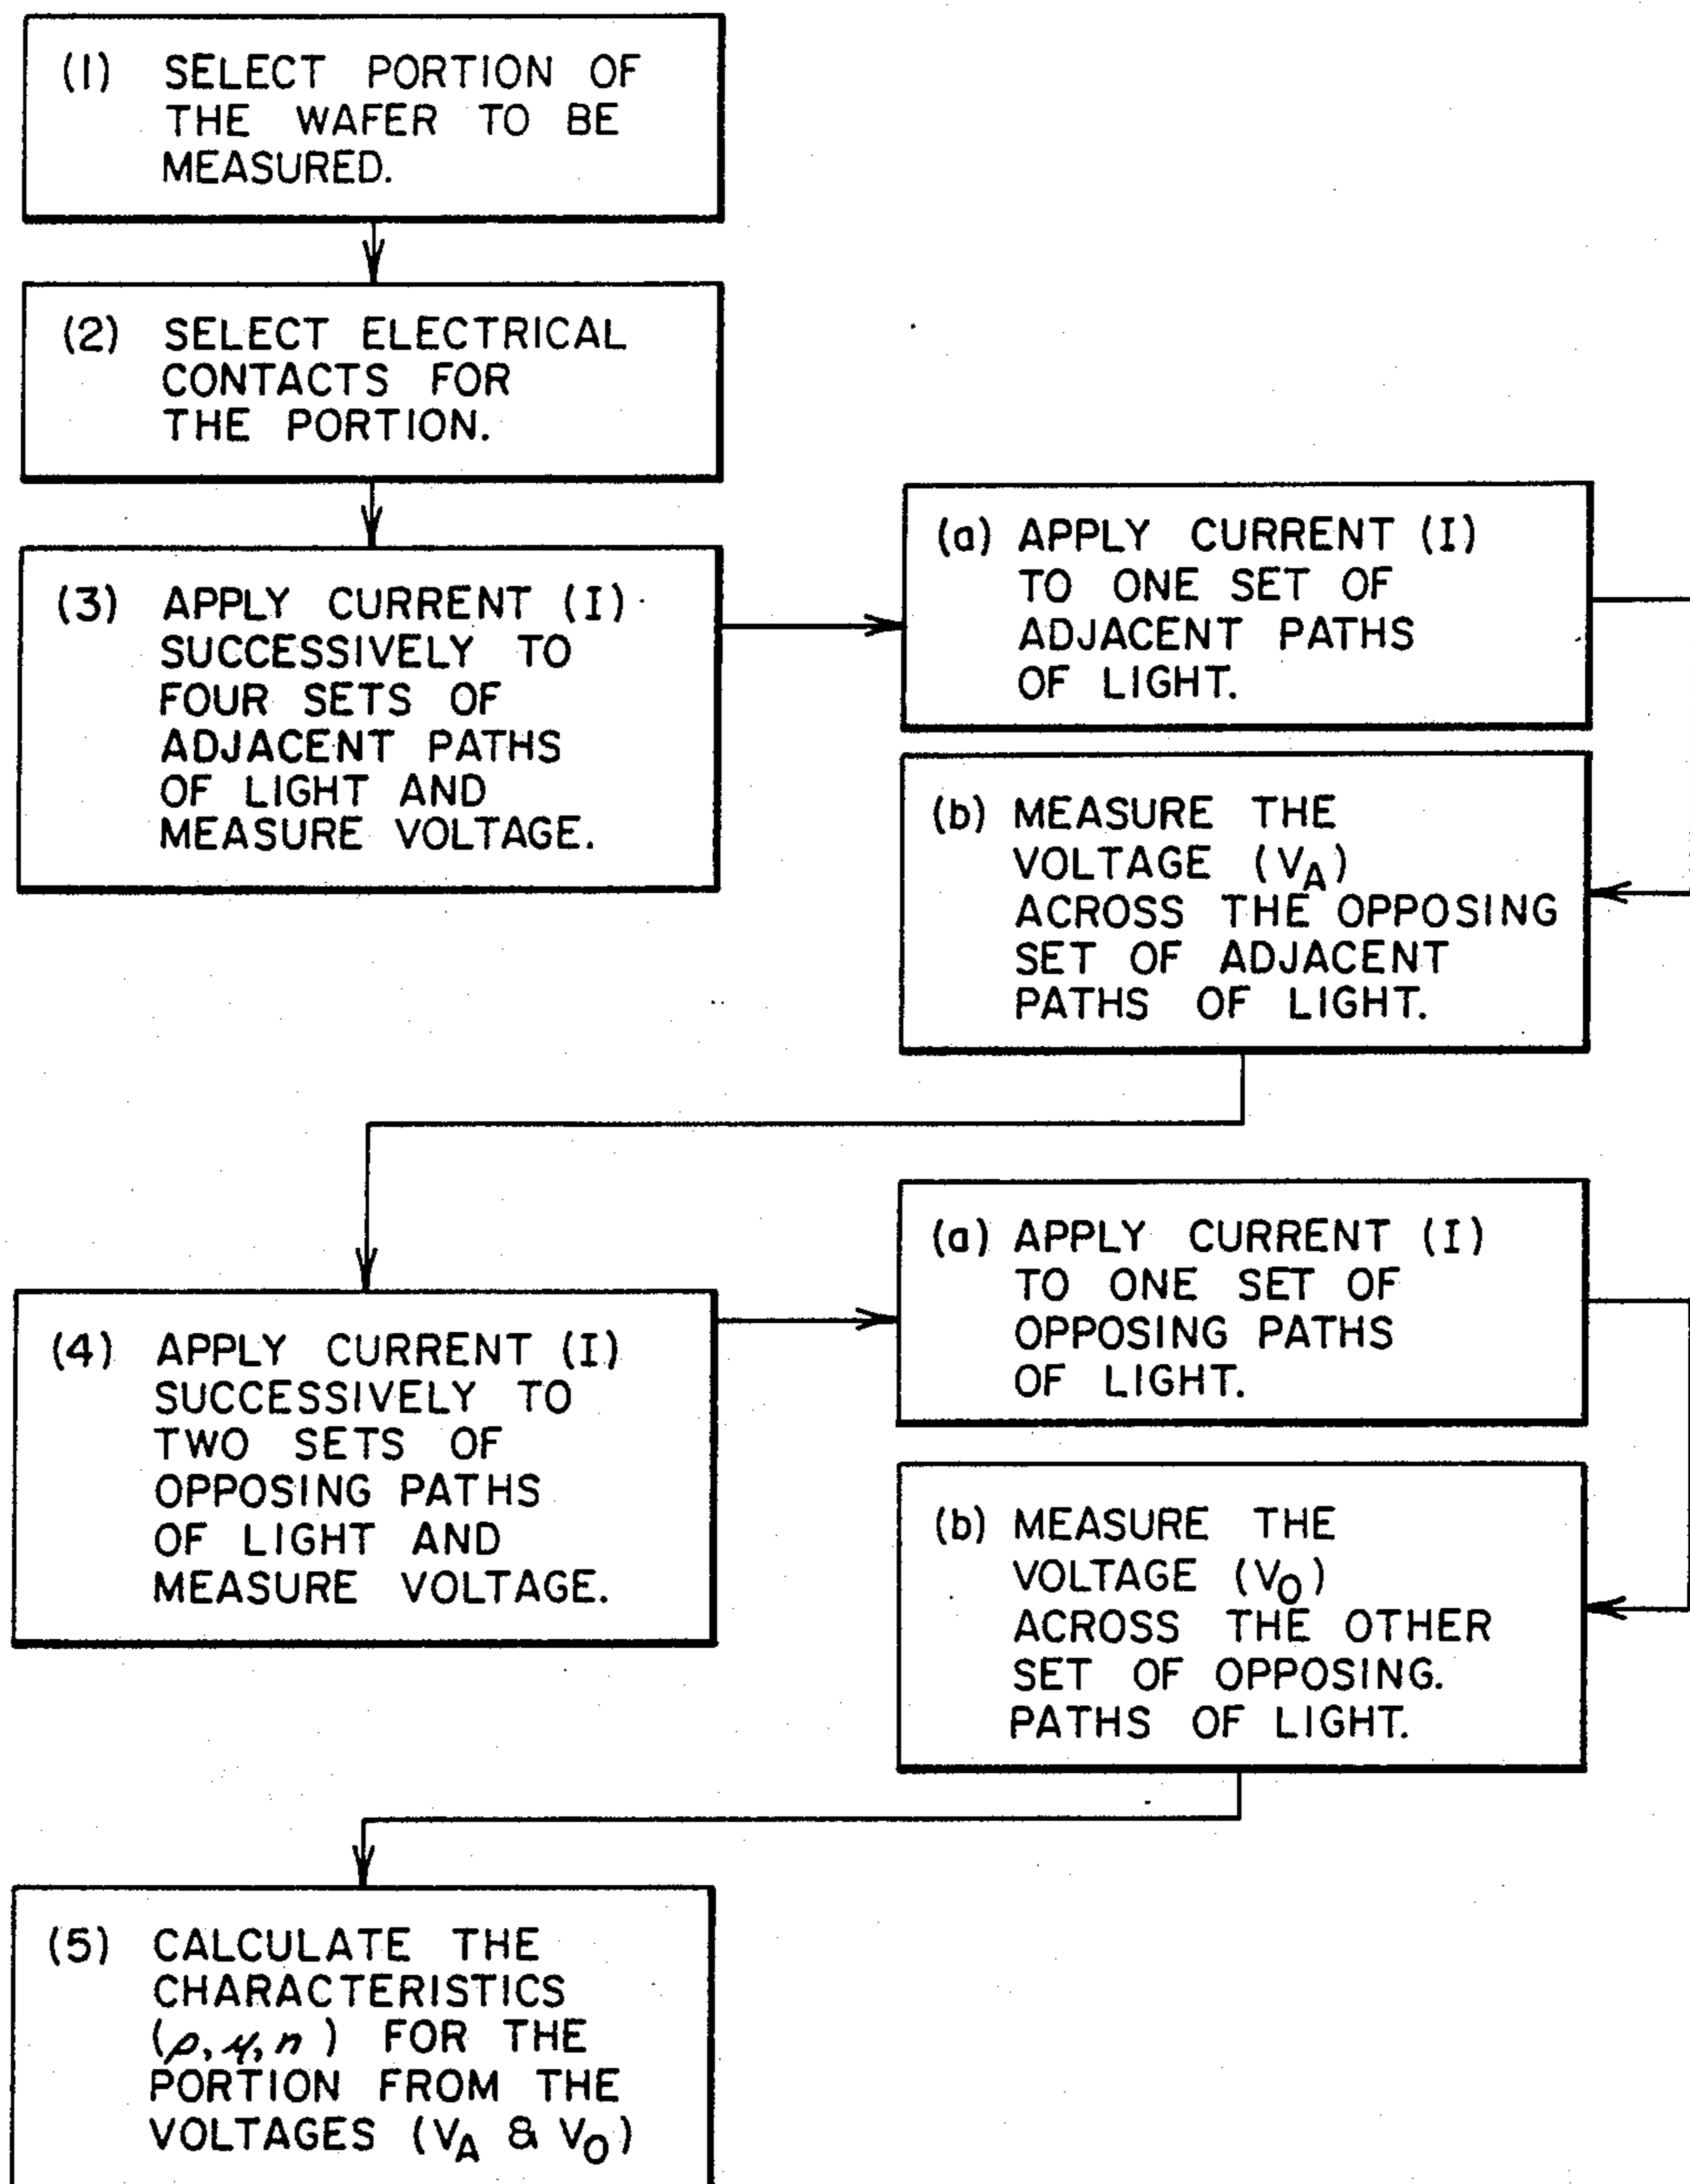 (1) SELECT PORTION OF
THE WAFER TO BE
MEASURED.
(2) SELECT ELECTRICAL
CONTACTS FOR
THE PORTION.
(3) APPLY CURRENT (I)
SUCCESSIVELY TO
FOUR SETS OF
ADJACENT PATHS
OF LIGHT AND
MEASURE VOLTAGE.
(a) APPLY CURRENT (I)
TO ONE SET OF
ADJACENT PATHS
OF LIGHT.
(b) MEASURE THE
VOLTAGE (VA)
ACROSS THE OPPOSING
SET OF ADJACENT
PATHS OF LIGHT.
(4) APPLY CURRENT (I)
SUCCESSIVELY TO
TWO SETS OF
OPPOSING PATHS
OF LIGHT AND
MEASURE VOLTAGE.
(a) APPLY CURRENT (I)
TO ONE SET OF
OPPOSING PATHS
OF LIGHT.
(b) MEASURE THE
VOLTAGE (VO)
ACROSS THE OTHER
SET OF OPPOSING.
PATHS OF LIGHT.
(5) CALCULATE THE
CHARACTERISTICS
(ρ, μ, n) FOR THE
PORTION FROM THE
VOLTAGES (VA & VO)